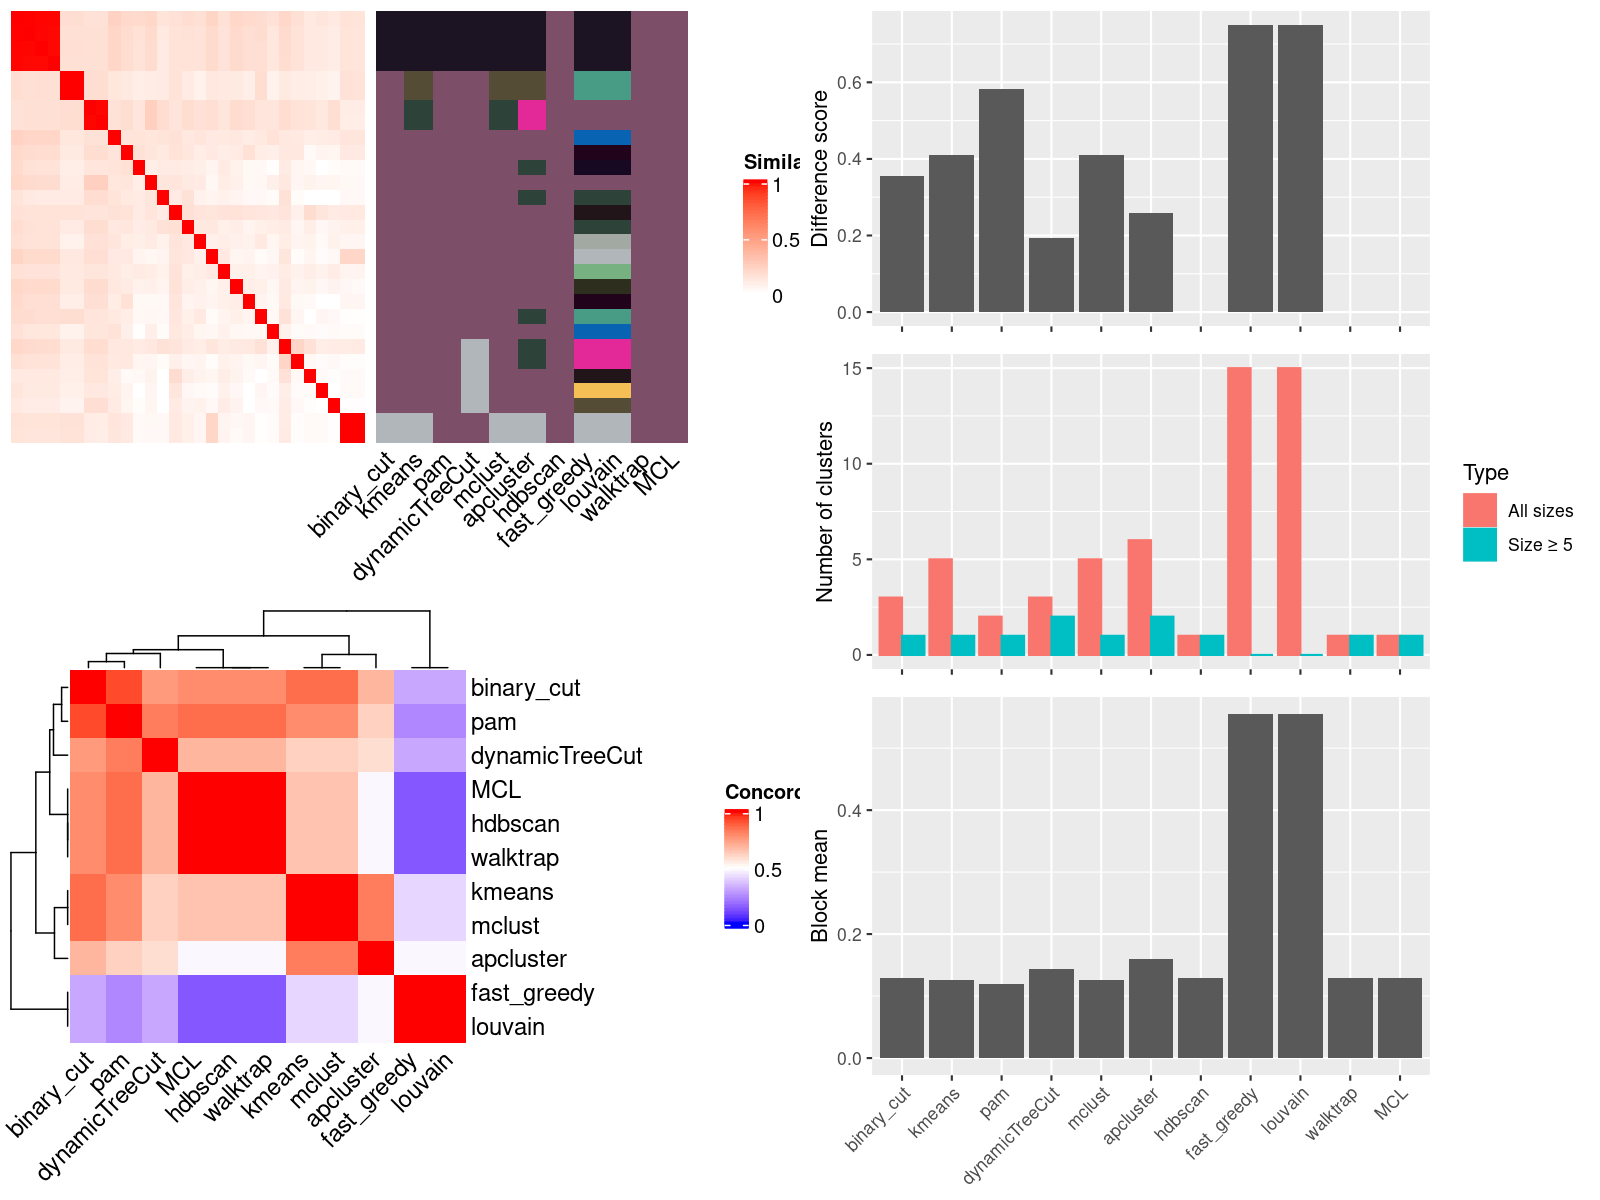 Simila
1
0.5
0
binary_cut
kmeans
pam
dynamicTreeCut
mclust
apcluster
hdbscan
fast_greedy
louvain
walktrap
MCL
binary_cut
pam
dynamicTreeCut
MCL
hdbscan
walktrap
kmeans
mclust
apcluster
fast_greedy
louvain
binary_cut
pam
dynamicTreeCut
MCL
hdbscan
walktrap
kmeans
mclust
apcluster
fast_greedy
louvain
Concord
1
0.5
0
Difference score
0.6
0.4
0.2
0.0
Number of clusters
15
10
5
0
Type
All sizes
Size ≥ 5
Block mean
0.4
0.2
0.0
binary_cut
kmeans
pam
dynamicTreeCut
mclust
apcluster
hdbscan
fast_greedy
louvain
walktrap
MCL